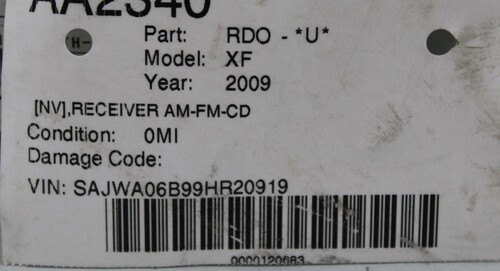 AA2340
H-
Part: RDO - *U*
Model: XF
Year: 2009
[NV],RECEIVER AM-FM-CD
Condition: 0MI
Damage Code:
VIN: SAJWA06B99HR20919
0000120683